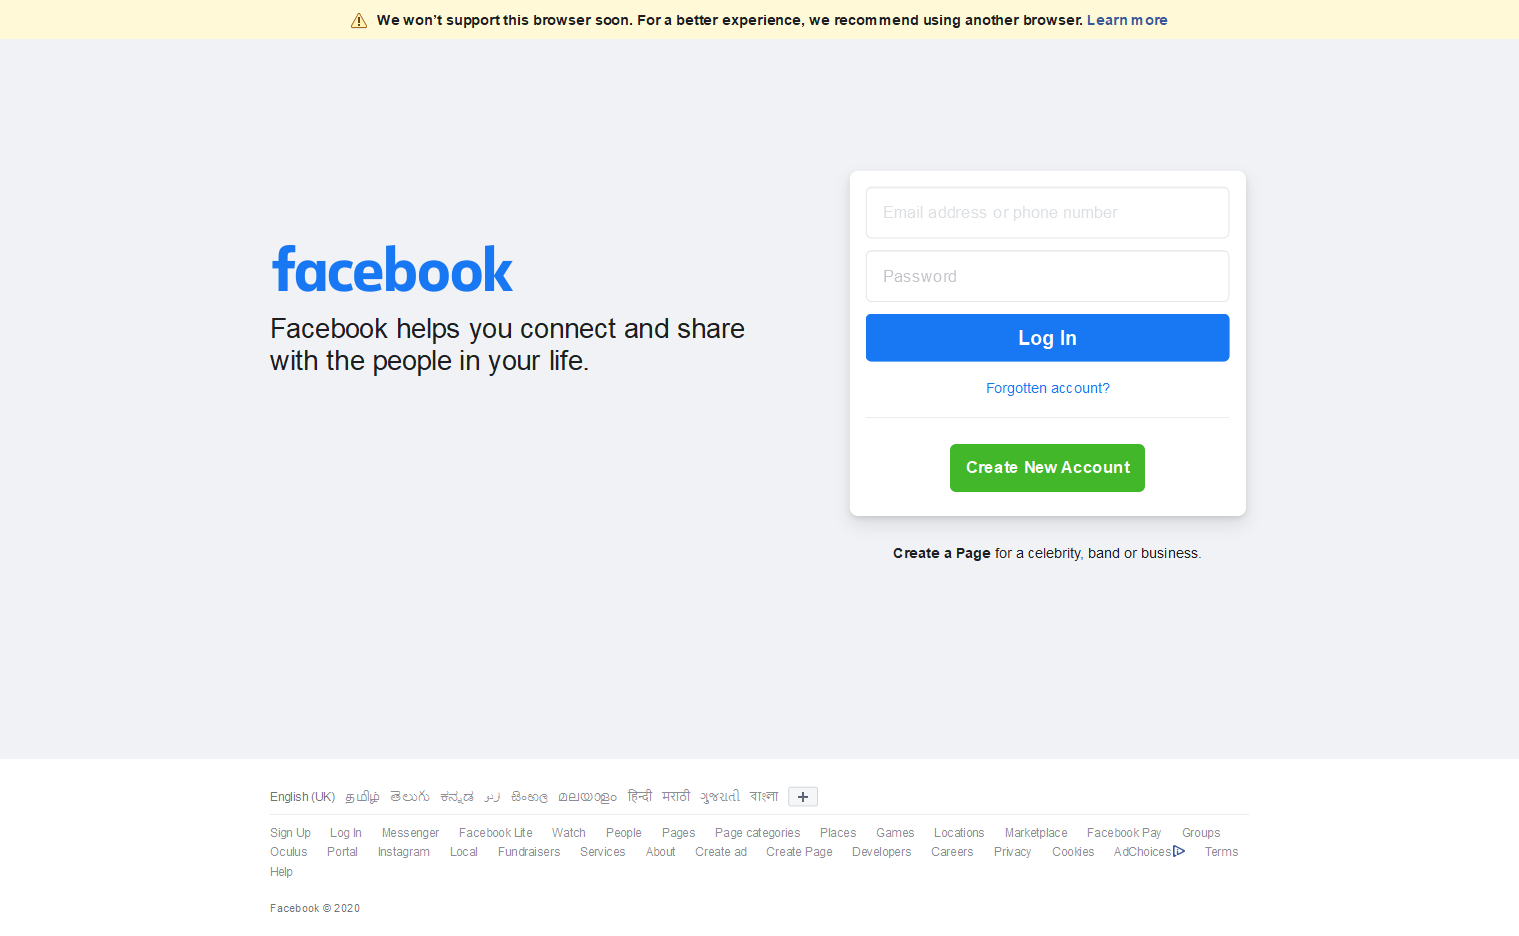 We won’t support this browser soon. For a better experience, we recommend using another browser. Learn more
facebook
Facebook helps you connect and share
with the people in your life.
Email address or phone number
Password
Log In
Forgotten account?
Create New Account
Create a Page for a celebrity, band or business.
English (UK) தமிழ் తెలుగు ಕನ್ನಡ اردو සිංහල മലയാളം हिन्दी मराठी ગુજરાતી বাংলা +
Sign Up Log In Messenger Facebook Lite Watch People Pages Page categories Places Games Locations Marketplace Facebook Pay Groups
Oculus Portal Instagram Local Fundraisers Services About Create ad Create Page Developers Careers Privacy Cookies AdChoices Terms
Help
Facebook © 2020